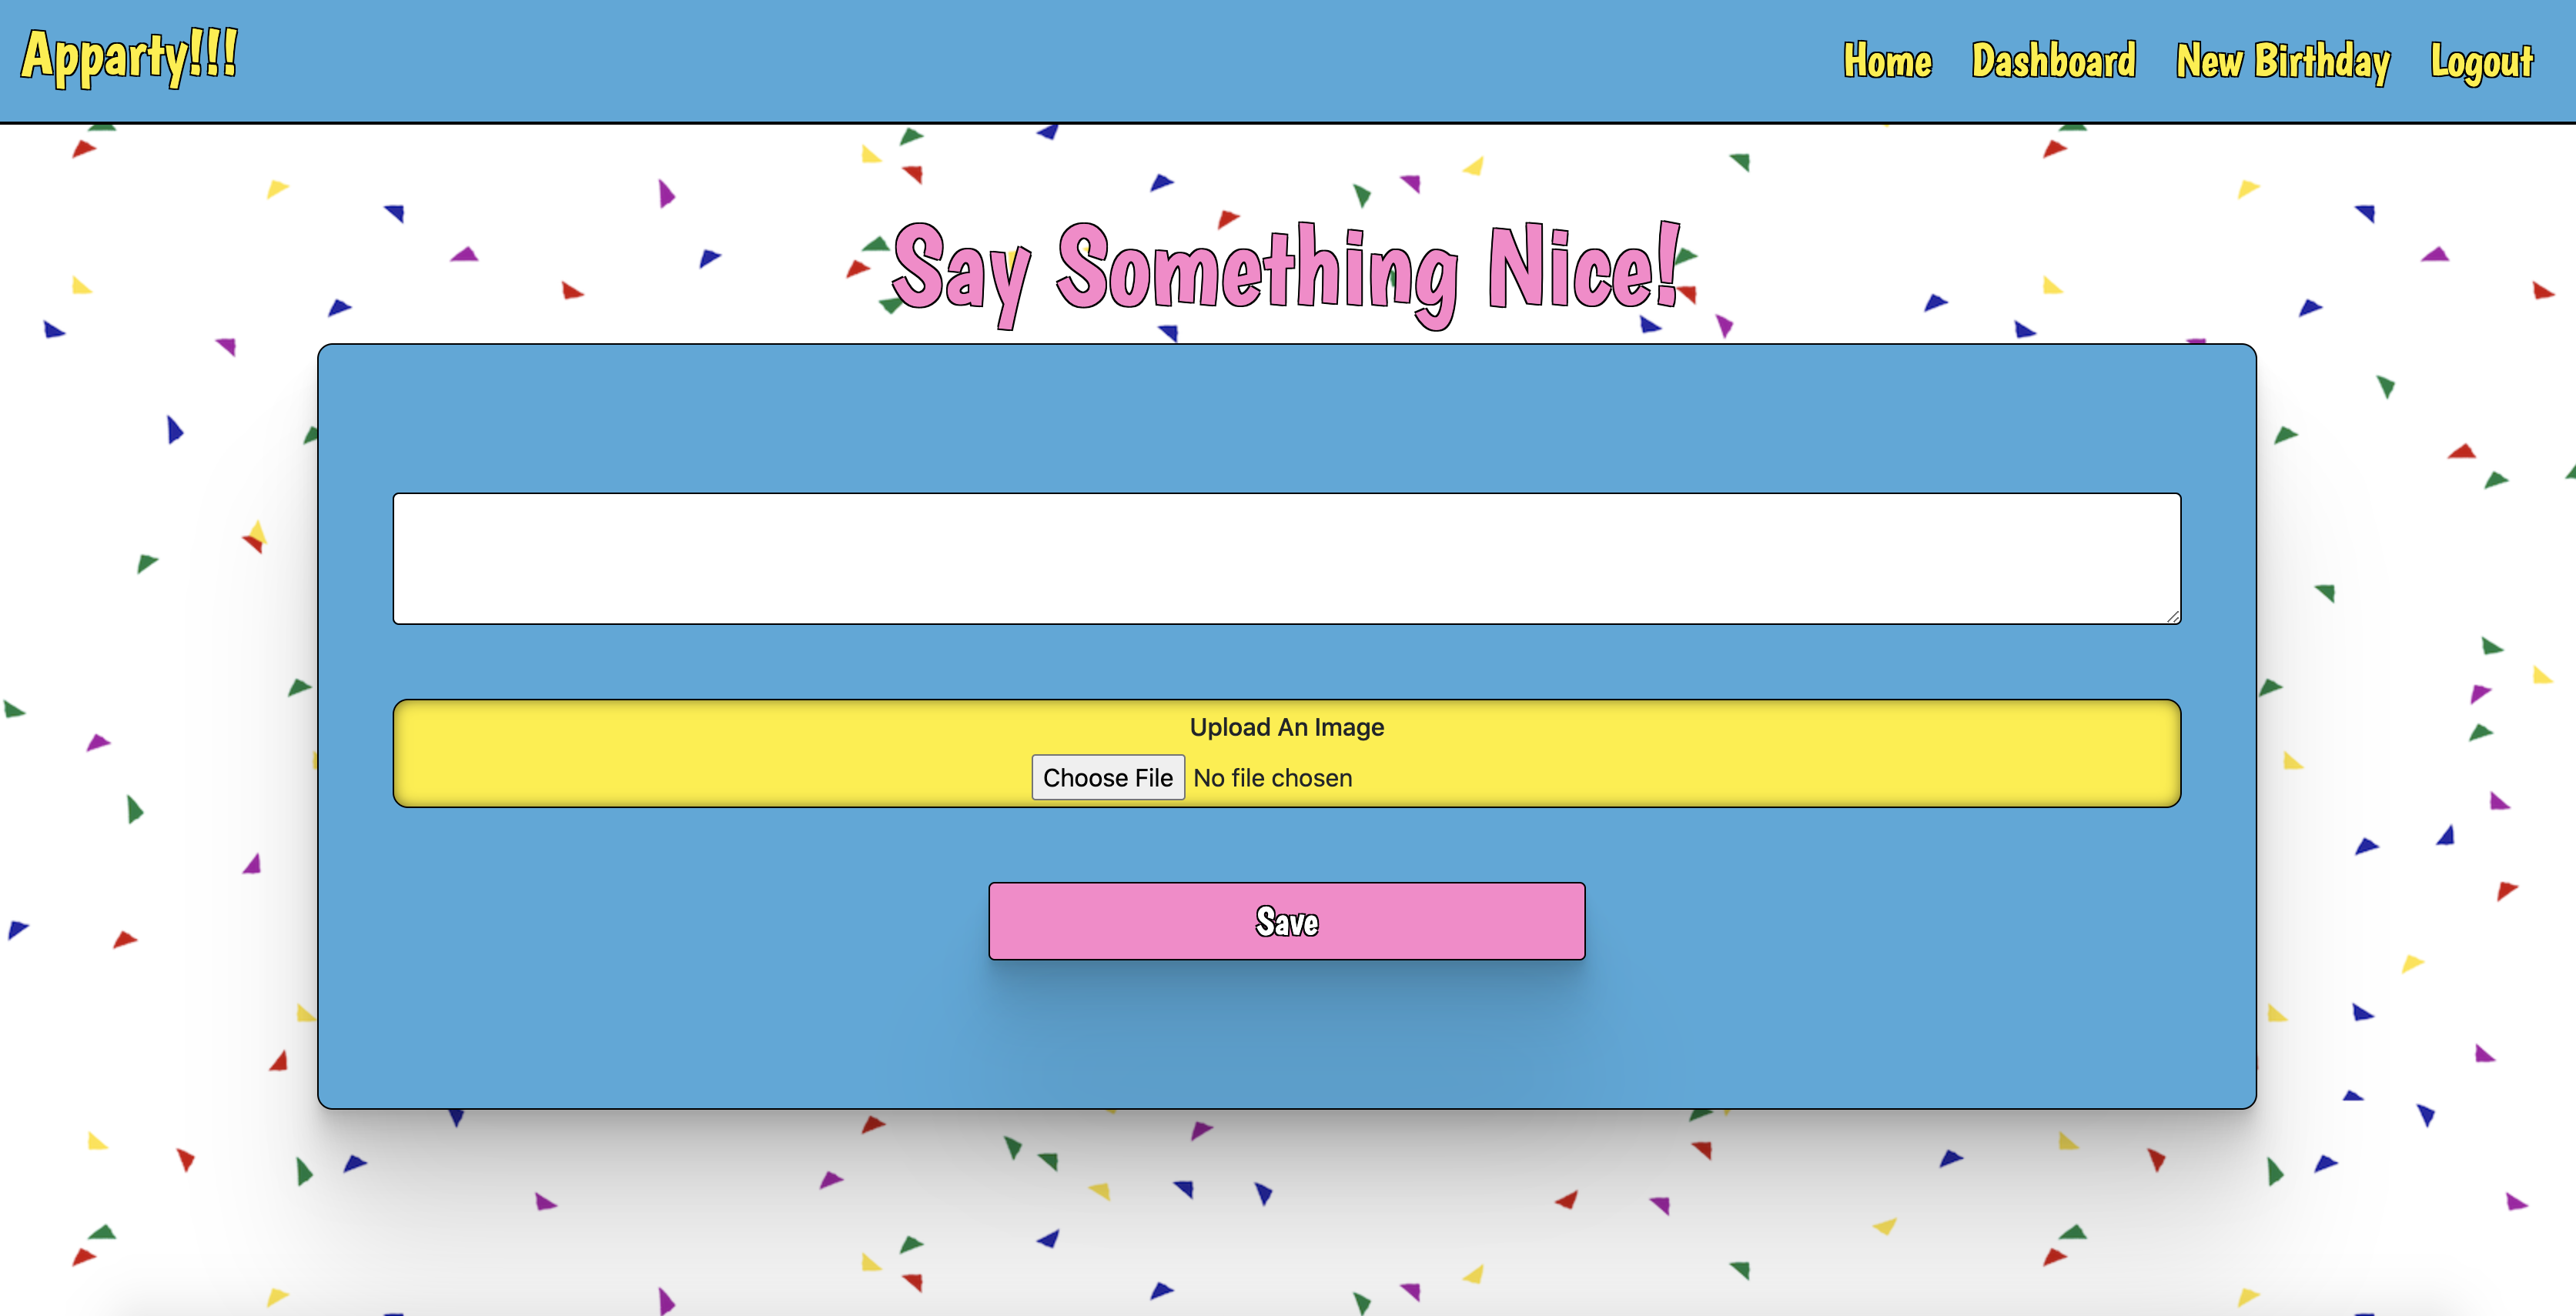 Apparty!!!
Home Dashboard New Birthday Logout
Say Something Nice!
Upload An Image
Choose File No file chosen
Save